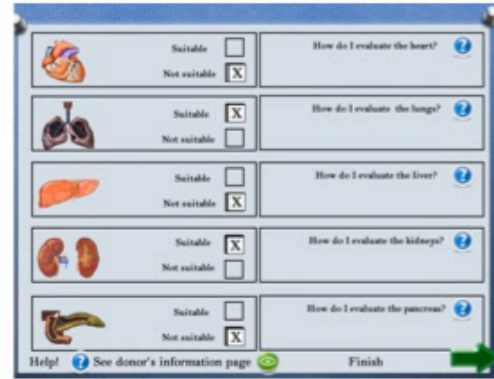 Suitable
How do I evaluate the heart? ?
Not suitable X
Suitable X
How do I evaluate the lungs? ?
Not suitable
Suitable
How do I evaluate the liver? ?
Not suitable X
Suitable X
How do I evaluate the kidneys? ?
Not suitable
Suitable
How do I evaluate the pancreas? ?
Not suitable X
Help! ? See donor's information page Finish